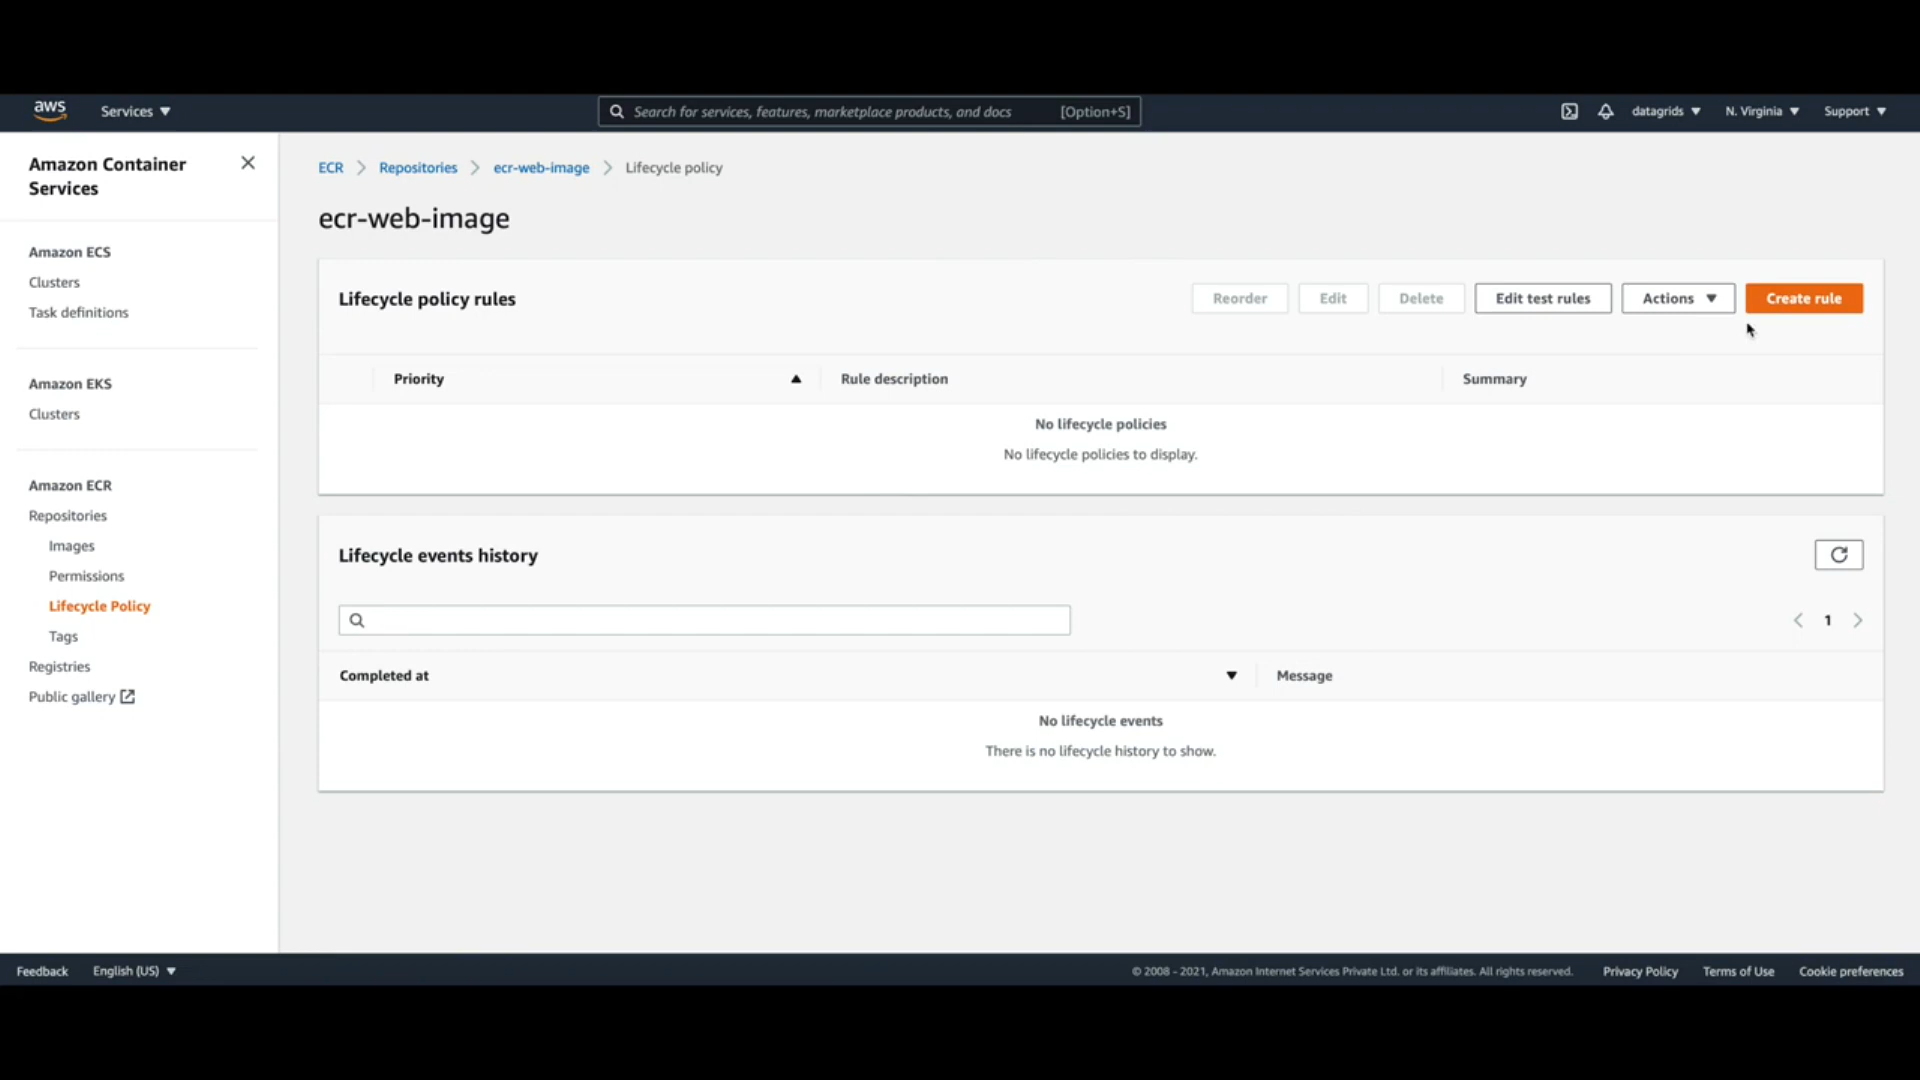 aws
Services ▼
Search for services, features, marketplace products, and docs [Option+S]
datagrids ▼
N. Virginia ▼
Support ▼
Amazon Container
Services
Amazon ECS
Clusters
Task definitions
Amazon EKS
Clusters
Amazon ECR
Repositories
Images
Permissions
Lifecycle Policy
Tags
Registries
Public gallery
ECR > Repositories > ecr-web-image > Lifecycle policy
ecr-web-image
Lifecycle policy rules
Reorder
Edit
Delete
Edit test rules
Actions ▼
Create rule
Priority ▲
Rule description
Summary
No lifecycle policies
No lifecycle policies to display.
Lifecycle events history
< 1 >
Completed at ▼
Message
No lifecycle events
There is no lifecycle history to show.
Feedback
English (US) ▼
© 2008 - 2021, Amazon Internet Services Private Ltd. or its affiliates. All rights reserved.
Privacy Policy
Terms of Use
Cookie preferences